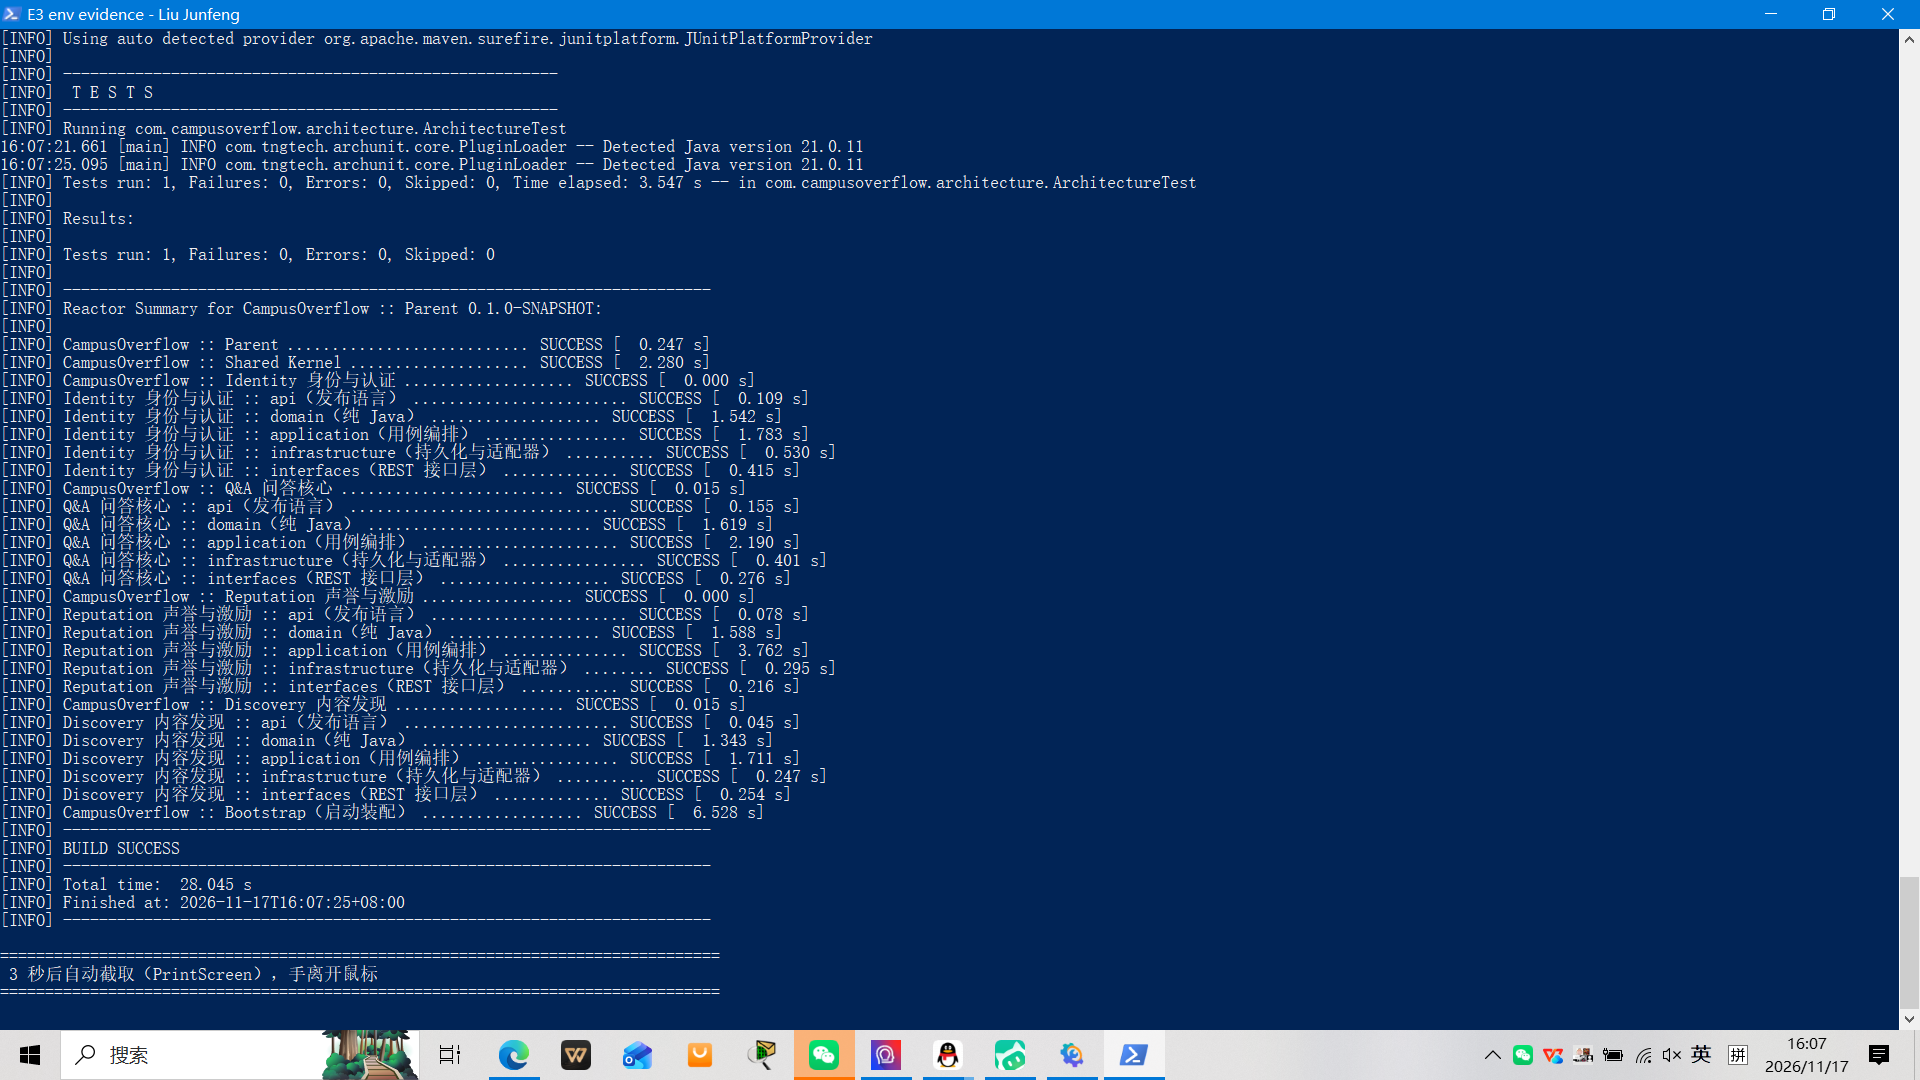 E3 env evidence - Liu Junfeng
[INFO] Using auto detected provider org.apache.maven.surefire.junitplatform.JUnitPlatformProvider
[INFO]
[INFO] -------------------------------------------------------
[INFO]  T E S T S
[INFO] -------------------------------------------------------
[INFO] Running com.campusoverflow.architecture.ArchitectureTest
16:07:21.661 [main] INFO com.tngtech.archunit.core.PluginLoader -- Detected Java version 21.0.11
16:07:25.095 [main] INFO com.tngtech.archunit.core.PluginLoader -- Detected Java version 21.0.11
[INFO] Tests run: 1, Failures: 0, Errors: 0, Skipped: 0, Time elapsed: 3.547 s -- in com.campusoverflow.architecture.ArchitectureTest
[INFO]
[INFO] Results:
[INFO]
[INFO] Tests run: 1, Failures: 0, Errors: 0, Skipped: 0
[INFO]
[INFO] ------------------------------------------------------------------------
[INFO] Reactor Summary for CampusOverflow :: Parent 0.1.0-SNAPSHOT:
[INFO]
[INFO] CampusOverflow :: Parent ........................... SUCCESS [  0.247 s]
[INFO] CampusOverflow :: Shared Kernel .................... SUCCESS [  2.280 s]
[INFO] CampusOverflow :: Identity 身份与认证 ................... SUCCESS [  0.000 s]
[INFO] Identity 身份与认证 :: api（发布语言） ........................ SUCCESS [  0.109 s]
[INFO] Identity 身份与认证 :: domain（纯 Java） ................... SUCCESS [  1.542 s]
[INFO] Identity 身份与认证 :: application（用例编排） ................ SUCCESS [  1.783 s]
[INFO] Identity 身份与认证 :: infrastructure（持久化与适配器） .......... SUCCESS [  0.530 s]
[INFO] Identity 身份与认证 :: interfaces（REST 接口层） ............. SUCCESS [  0.415 s]
[INFO] CampusOverflow :: Q&A 问答核心 ......................... SUCCESS [  0.015 s]
[INFO] Q&A 问答核心 :: api（发布语言） .............................. SUCCESS [  0.155 s]
[INFO] Q&A 问答核心 :: domain（纯 Java） ......................... SUCCESS [  1.619 s]
[INFO] Q&A 问答核心 :: application（用例编排） ...................... SUCCESS [  2.190 s]
[INFO] Q&A 问答核心 :: infrastructure（持久化与适配器） ................ SUCCESS [  0.401 s]
[INFO] Q&A 问答核心 :: interfaces（REST 接口层） ................... SUCCESS [  0.276 s]
[INFO] CampusOverflow :: Reputation 声誉与激励 ................. SUCCESS [  0.000 s]
[INFO] Reputation 声誉与激励 :: api（发布语言） ...................... SUCCESS [  0.078 s]
[INFO] Reputation 声誉与激励 :: domain（纯 Java） ................. SUCCESS [  1.588 s]
[INFO] Reputation 声誉与激励 :: application（用例编排） .............. SUCCESS [  3.762 s]
[INFO] Reputation 声誉与激励 :: infrastructure（持久化与适配器） ........ SUCCESS [  0.295 s]
[INFO] Reputation 声誉与激励 :: interfaces（REST 接口层） ........... SUCCESS [  0.216 s]
[INFO] CampusOverflow :: Discovery 内容发现 ................... SUCCESS [  0.015 s]
[INFO] Discovery 内容发现 :: api（发布语言） ........................ SUCCESS [  0.045 s]
[INFO] Discovery 内容发现 :: domain（纯 Java） ................... SUCCESS [  1.343 s]
[INFO] Discovery 内容发现 :: application（用例编排） ................ SUCCESS [  1.711 s]
[INFO] Discovery 内容发现 :: infrastructure（持久化与适配器） .......... SUCCESS [  0.247 s]
[INFO] Discovery 内容发现 :: interfaces（REST 接口层） ............. SUCCESS [  0.254 s]
[INFO] CampusOverflow :: Bootstrap（启动装配） .................. SUCCESS [  6.528 s]
[INFO] ------------------------------------------------------------------------
[INFO] BUILD SUCCESS
[INFO] ------------------------------------------------------------------------
[INFO] Total time:  28.045 s
[INFO] Finished at: 2026-11-17T16:07:25+08:00
[INFO] ------------------------------------------------------------------------
================================================================================
3 秒后自动截取（PrintScreen），手离开鼠标
================================================================================
搜索
英
拼
16:07
2026/11/17